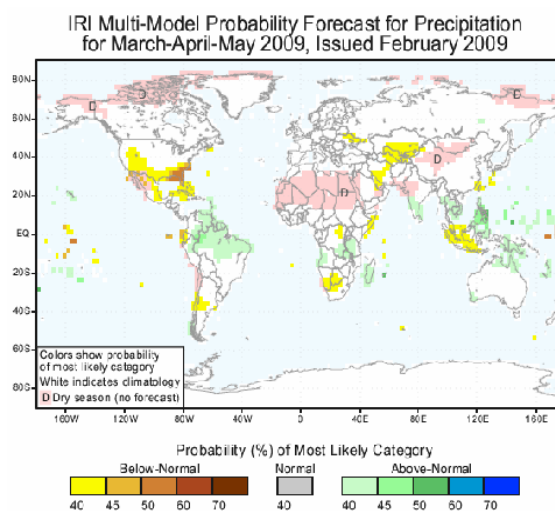 IRI Multi-Model Probability Forecast for Precipitation
for March-April-May 2009, Issued February 2009
80N
60N
40N
20N
EQ
20S
40S
60S
80S
D
D
D
D
D
Colors show probability
of most likely category
White indicates climatology
D Dry season (no forecast)
160W 120W 80W 40W 0 40E 80E 120E 160E
Probability (%) of Most Likely Category
Below-Normal Normal Above-Normal
40 45 50 60 70 40 40 45 50 60 70